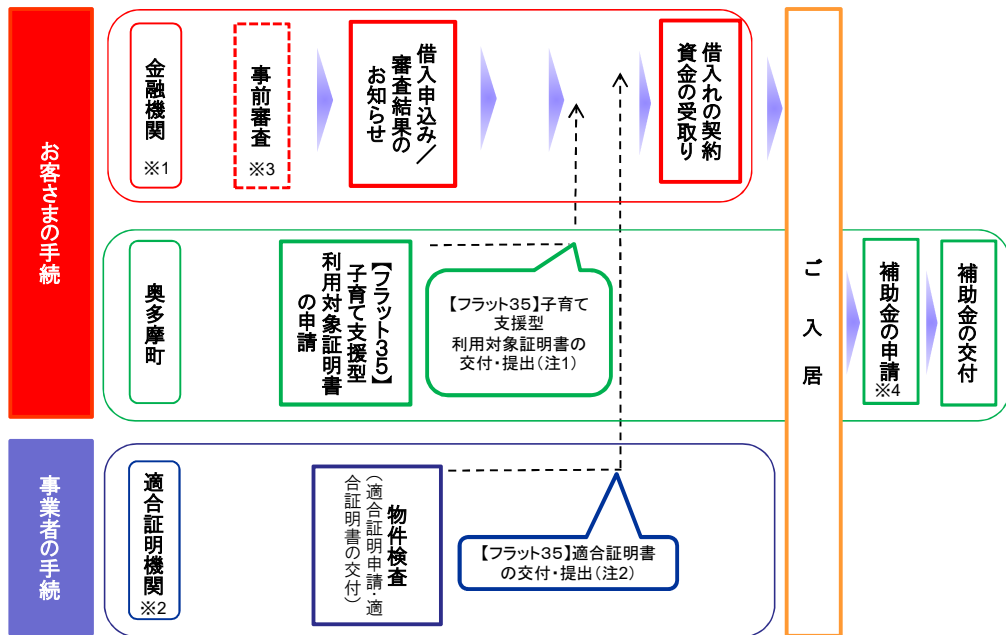 お客さまの手続
金融機関
※1
事前審査
※3
借入申込み／
審査結果の
お知らせ
借入れの契約
資金の受取り
奥多摩町
【フラット３５】
子育て支援型
利用対象証明書
の申請
【フラット35】子育て
支援型
利用対象証明書の
交付・提出(注1)
ご入居
補助金の申請
※4
補助金の交付
事業者の手続
適合証明機関
※2
物件検査
（適合証明申請・適
合証明書の交付）
【フラット35】適合証明書
の交付・提出(注2)